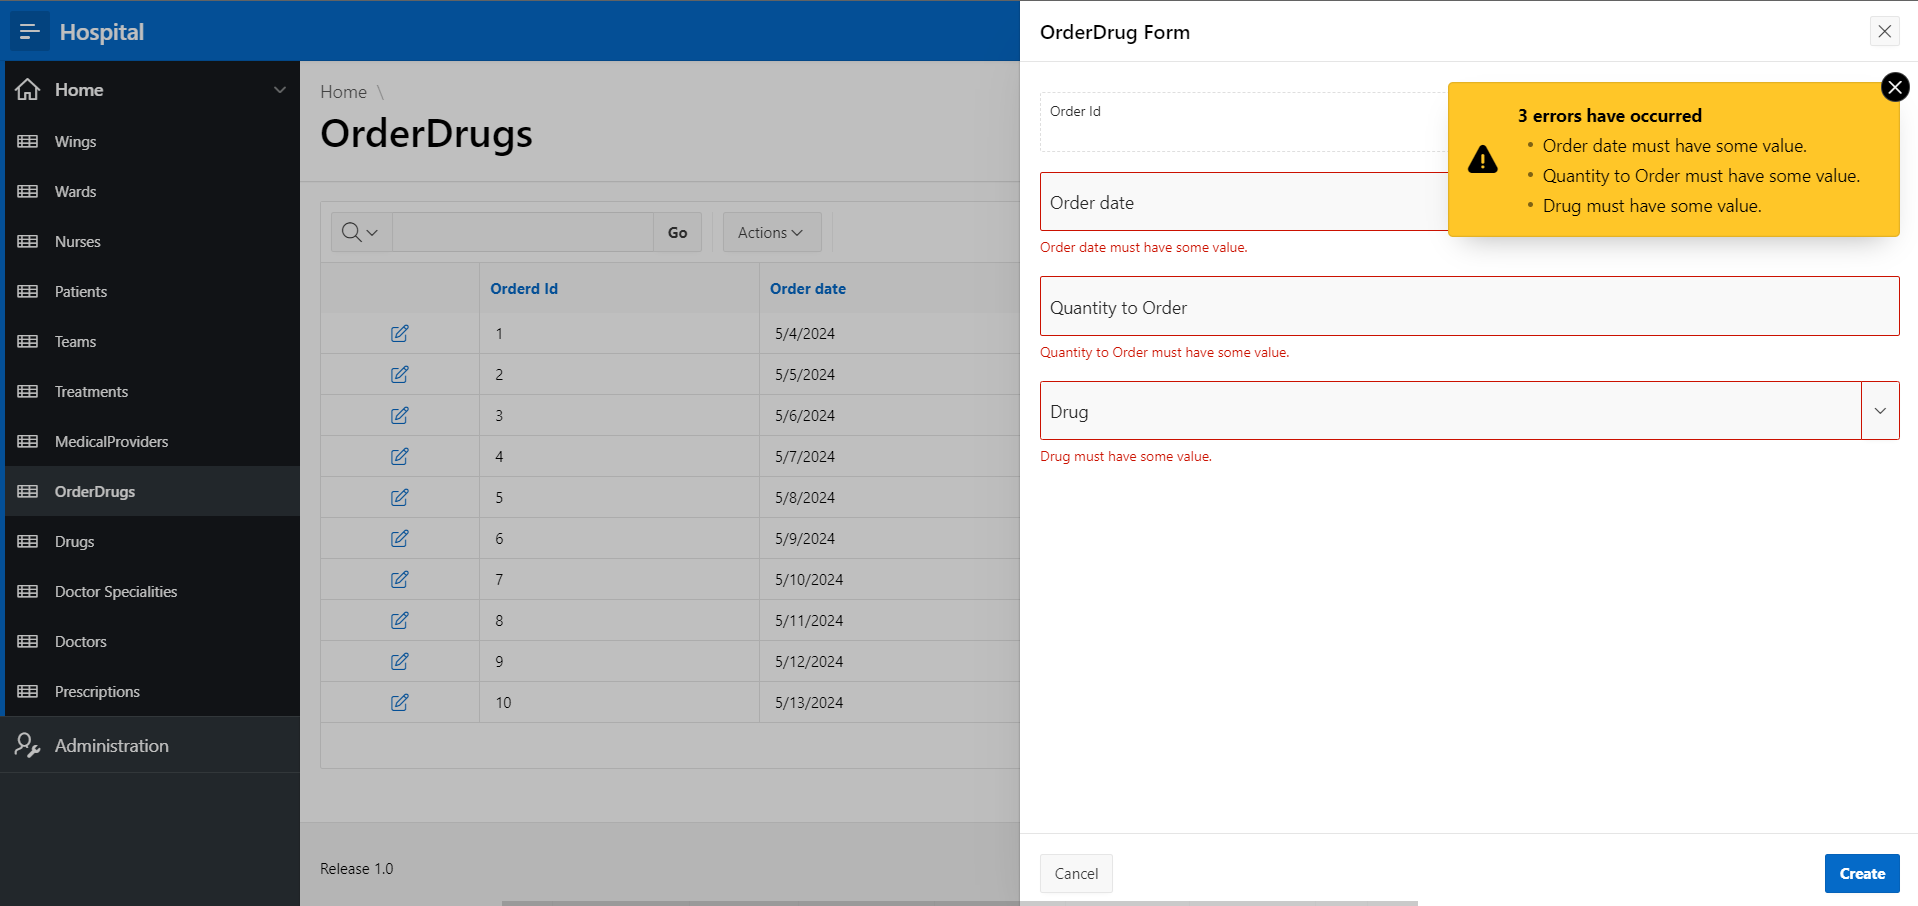 Hospital
Home
Wings
Wards
Nurses
Patients
Teams
Treatments
MedicalProviders
OrderDrugs
Drugs
Doctor Specialities
Doctors
Prescriptions
Administration
Home \
OrderDrugs
Go
Actions
Orderd Id Order date
1 5/4/2024
2 5/5/2024
3 5/6/2024
4 5/7/2024
5 5/8/2024
6 5/9/2024
7 5/10/2024
8 5/11/2024
9 5/12/2024
10 5/13/2024
Release 1.0
OrderDrug Form
Order Id
3 errors have occurred
• Order date must have some value.
• Quantity to Order must have some value.
• Drug must have some value.
Order date
Order date must have some value.
Quantity to Order
Quantity to Order must have some value.
Drug
Drug must have some value.
Cancel
Create